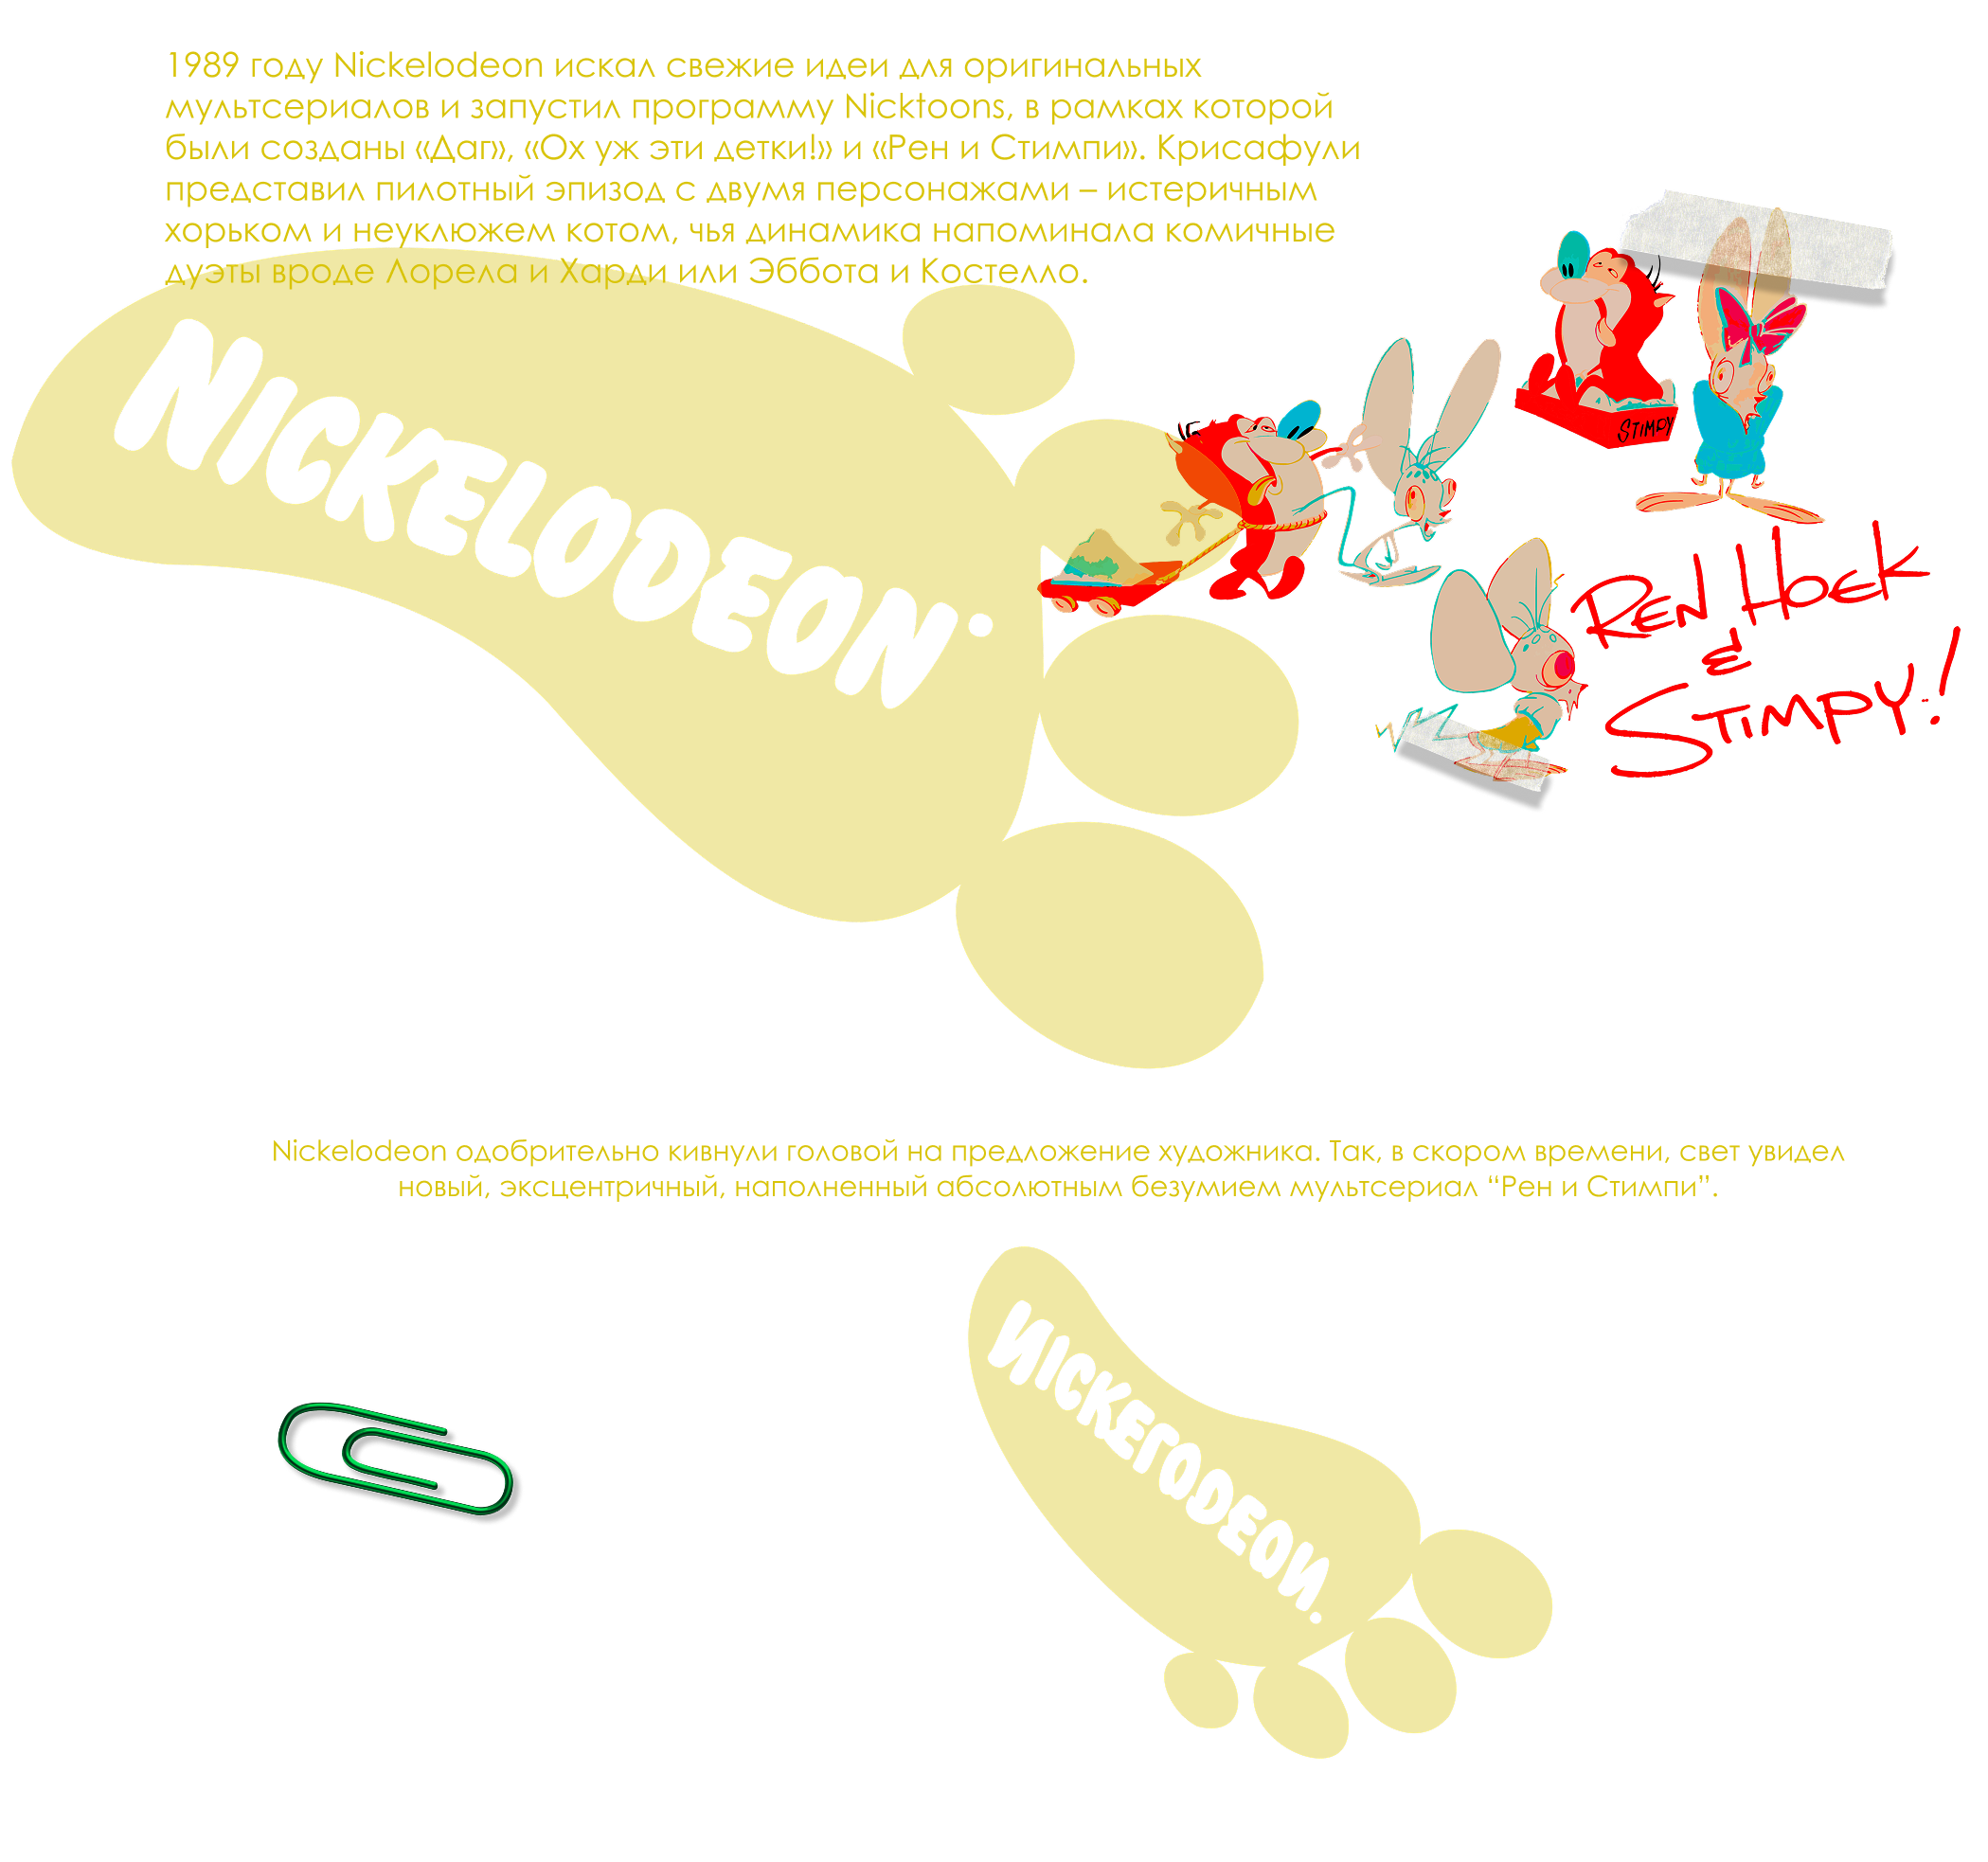 1989 году Nickelodeon искал свежие идеи для оригинальных
мультсериалов и запустил программу Nicktoons, в рамках которой
были созданы «Даг», «Ох уж эти детки!» и «Рен и Стимпи». Крисафули
представил пилотный эпизод с двумя персонажами – истеричным
хорьком и неуклюжем котом, чья динамика напоминала комичные
дуэты вроде Лорела и Харди или Эббота и Костелло.
NICKELODEON.
STIMPY
REN HOEK
&
STIMPY!
Nickelodeon одобрительно кивнули головой на предложение художника. Так, в скором времени, свет увидел
новый, эксцентричный, наполненный абсолютным безумием мультсериал “Рен и Стимпи”.
ИICKEГODEOИ.